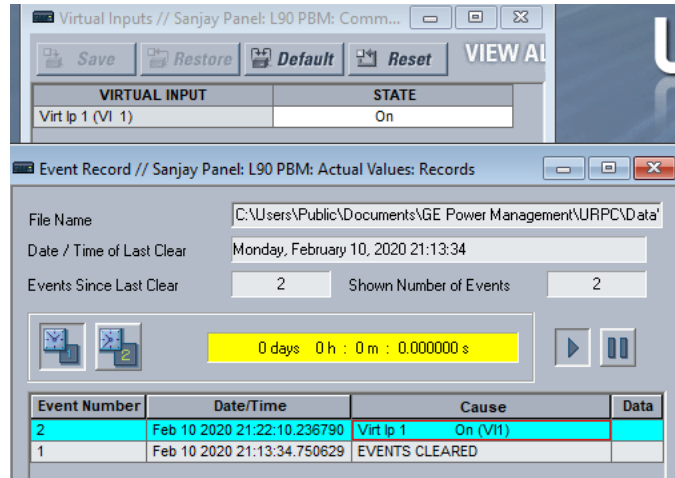 Virtual Inputs // Sanjay Panel: L90 PBM: Comm...
Save Restore Default Reset VIEW AL
VIRTUAL INPUT STATE
Virt Ip 1 (VI 1) On
Event Record // Sanjay Panel: L90 PBM: Actual Values: Records
File Name C:\Users\Public\Documents\GE Power Management\URPC\Data'
Date / Time of Last Clear Monday, February 10, 2020 21:13:34
Events Since Last Clear 2 Shown Number of Events 2
1 2 0 days 0 h : 0 m : 0.000000 s
Event Number Date/Time Cause Data
2 Feb 10 2020 21:22:10.236790 Virt Ip 1 On (VI1)
1 Feb 10 2020 21:13:34.750629 EVENTS CLEARED